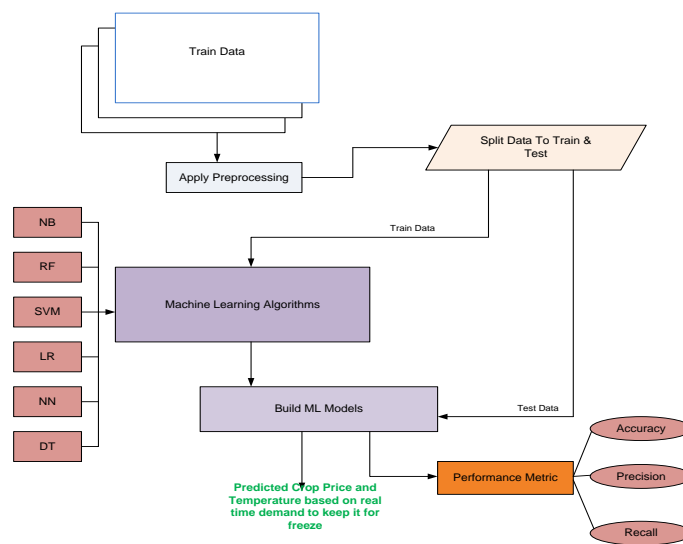 Train Data
Split Data To Train &
Test
Apply Preprocessing
NB
RF
SVM
LR
NN
DT
Train Data
Machine Learning Algorithms
Build ML Models
Test Data
Predicted Crop Price and
Temperature based on real
time demand to keep it for
freeze
Performance Metric
Accuracy
Precision
Recall